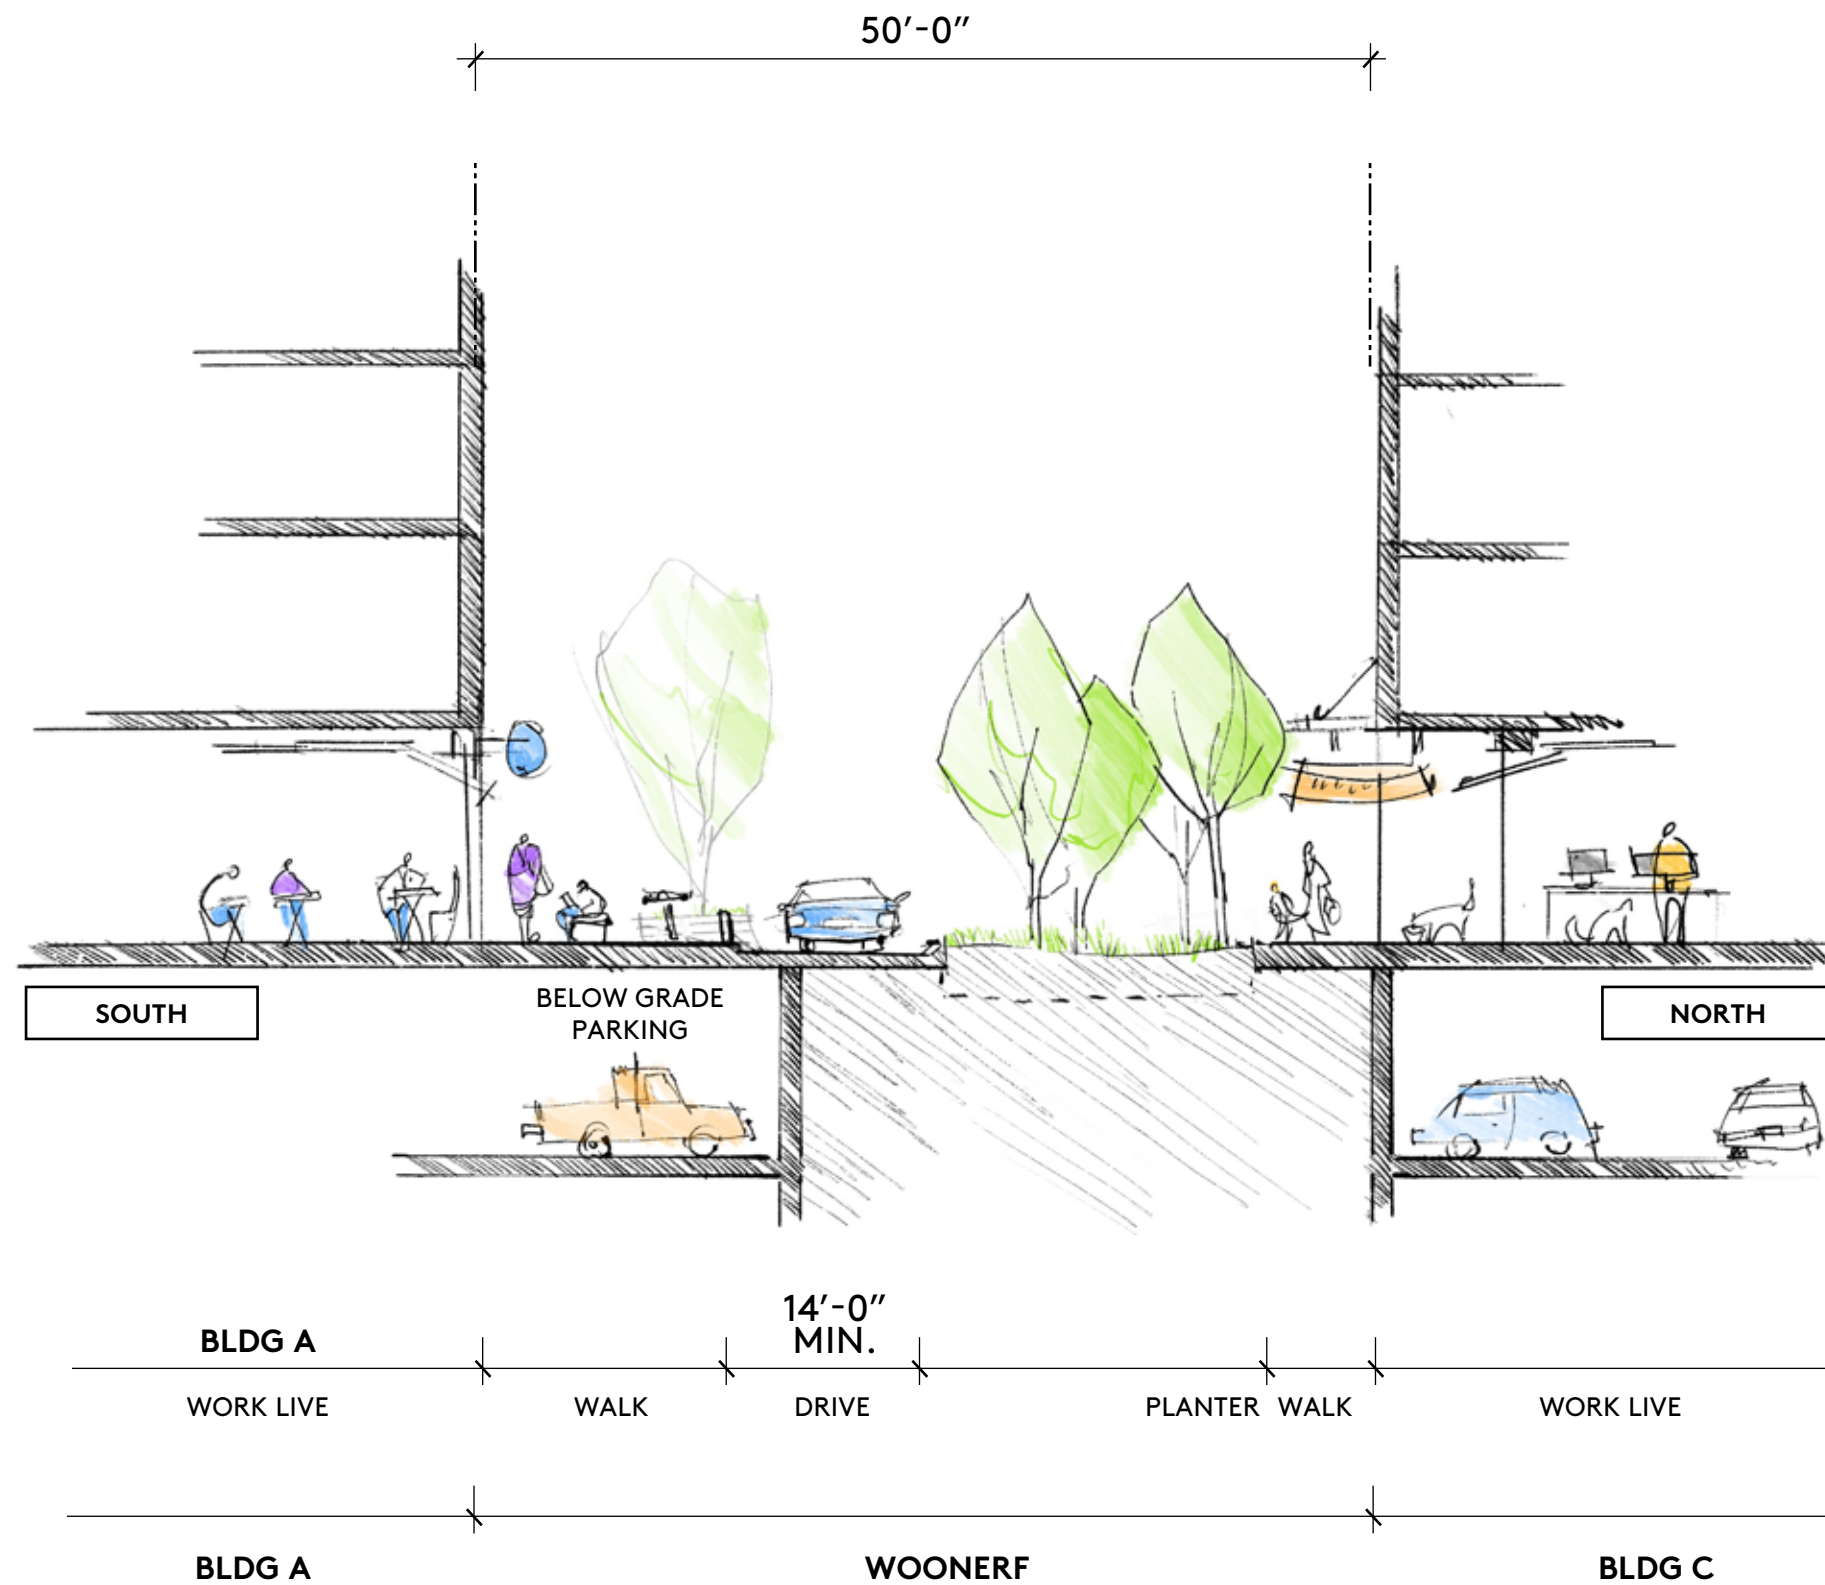 50'-0"
SOUTH
BELOW GRADE
PARKING
NORTH
14'-0"
MIN.
BLDG A
WORK LIVE
WALK
DRIVE
PLANTER
WALK
WORK LIVE
BLDG A
WOONERF
BLDG C